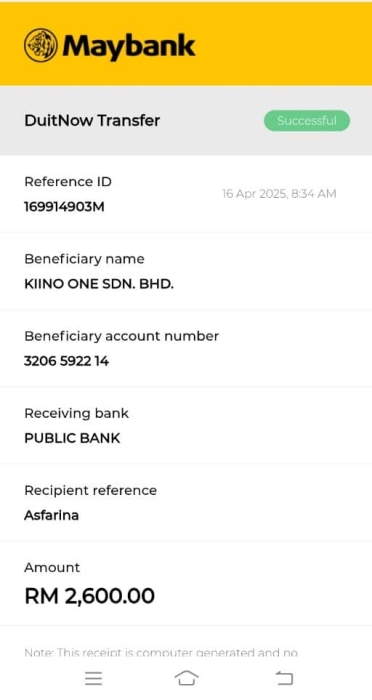 Maybank
DuitNow Transfer
Successful
Reference ID
16 Apr 2025, 8:34 AM
169914903M
Beneficiary name
KIINO ONE SDN. BHD.
Beneficiary account number
3206 5922 14
Receiving bank
PUBLIC BANK
Recipient reference
Asfarina
Amount
RM 2,600.00
Note: This receipt is computer generated and no